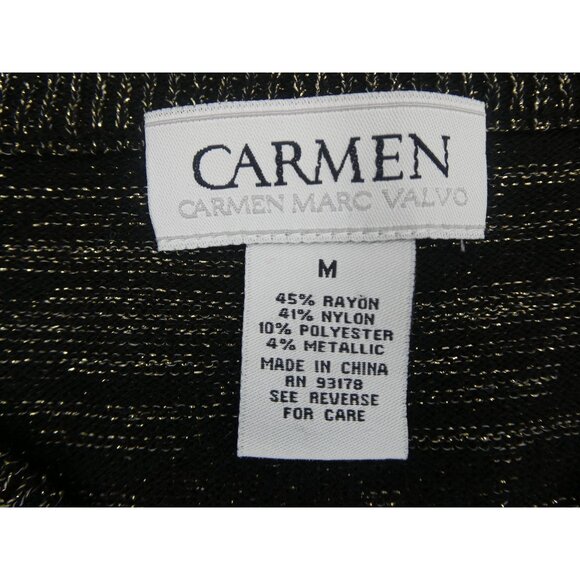 CARMEN
CARMEN MARC VALVO
M
45% RAYON
41% NYLON
10% POLYESTER
4% METALLIC
MADE IN CHINA
RN 93178
SEE REVERSE
FOR CARE